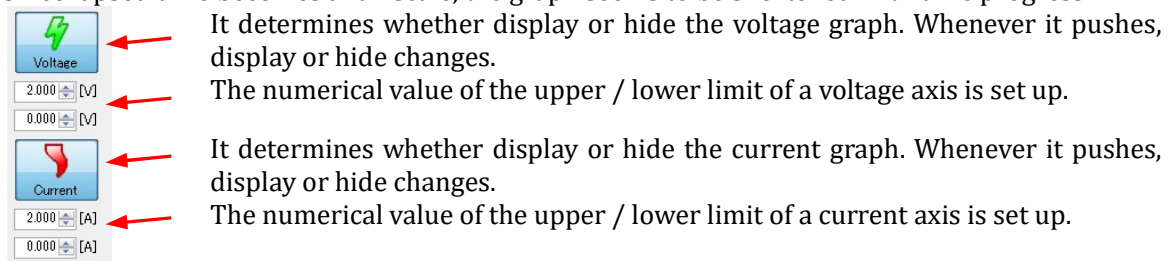 It determines whether display or hide the voltage graph. Whenever it pushes,
Voltage
display or hide changes.
2.000 [V]
The numerical value of the upper / lower limit of a voltage axis is set up.
0.000 [V]
It determines whether display or hide the current graph. Whenever it pushes,
Current
display or hide changes.
2.000 [A]
The numerical value of the upper / lower limit of a current axis is set up.
0.000 [A]